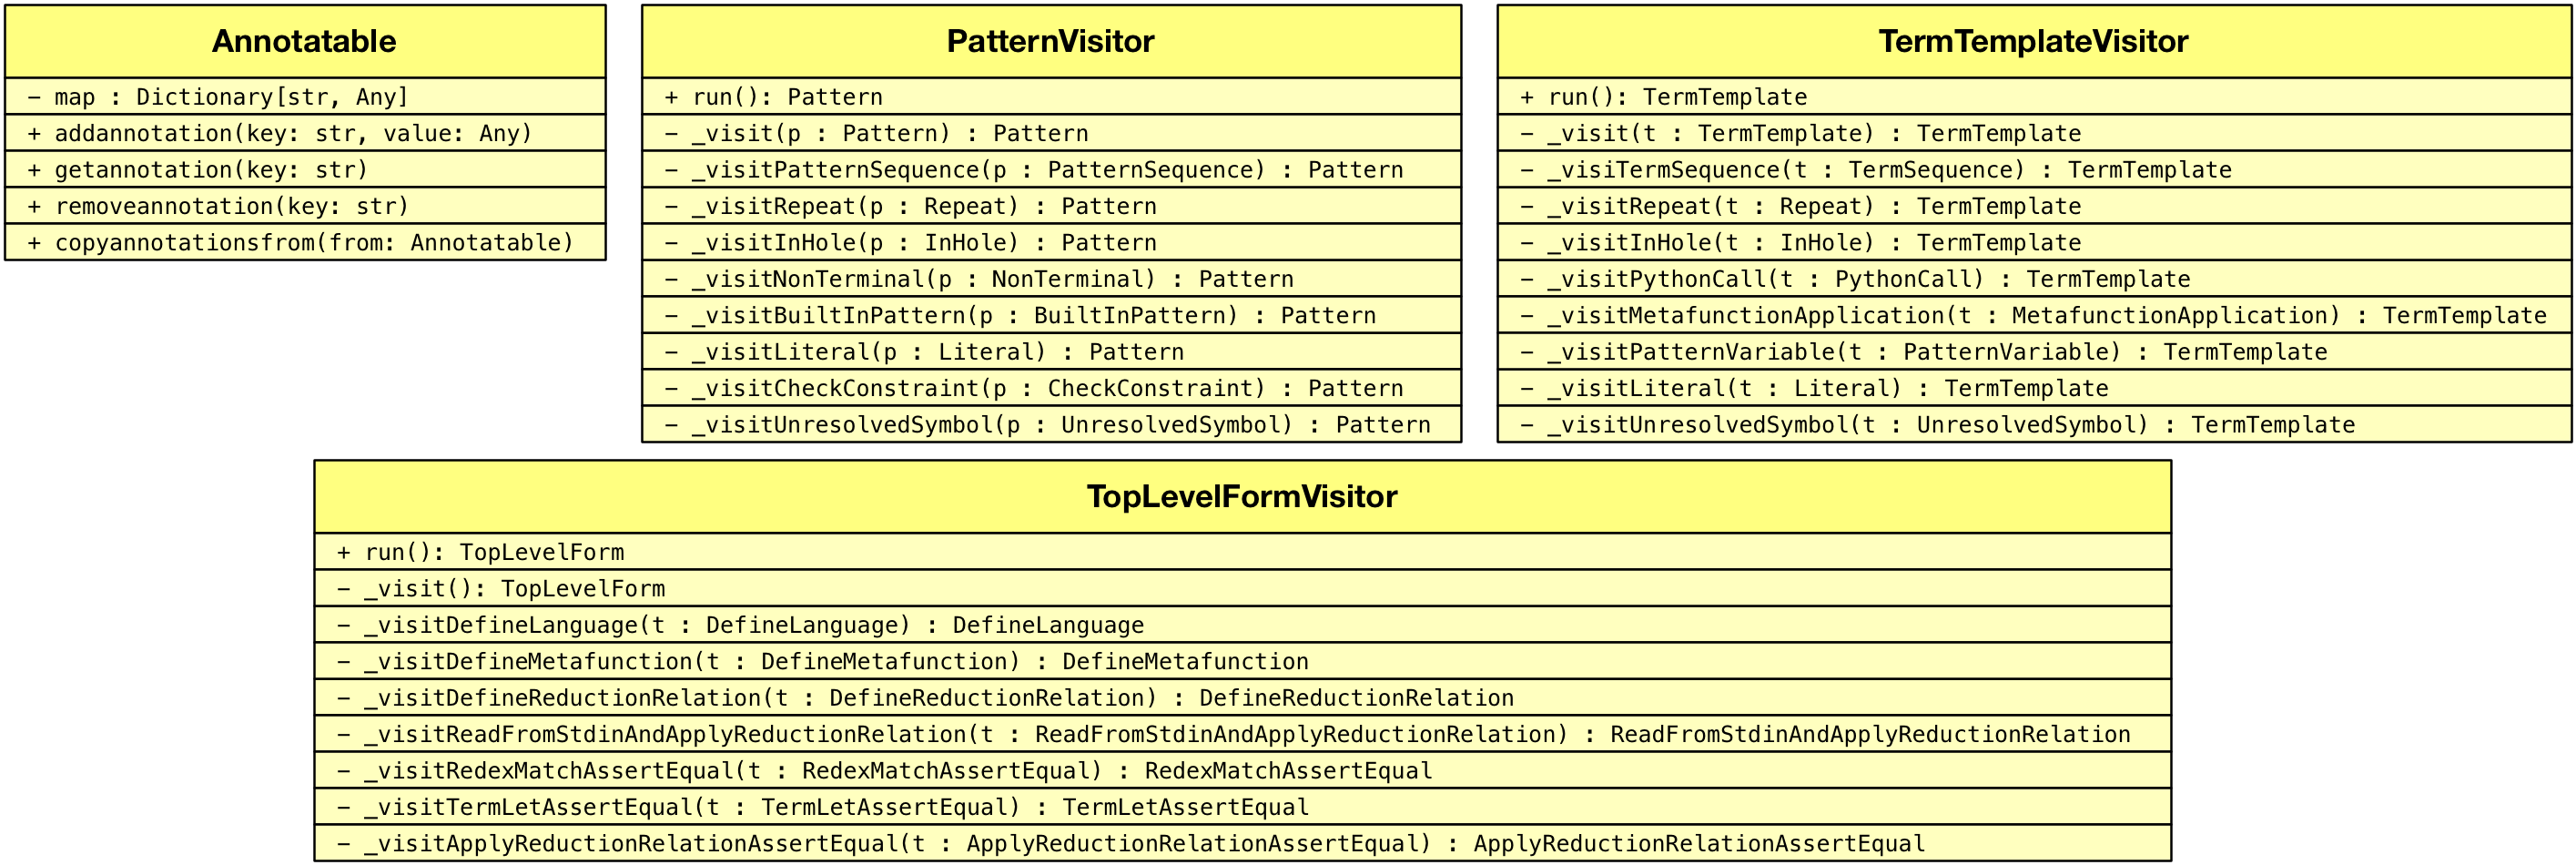 Annotatable
− map : Dictionary[str, Any]
+ addannotation(key: str, value: Any)
+ getannotation(key: str)
+ removeannotation(key: str)
+ copyannotationsfrom(from: Annotatable)
PatternVisitor
+ run(): Pattern
− _visit(p : Pattern) : Pattern
− _visitPatternSequence(p : PatternSequence) : Pattern
− _visitRepeat(p : Repeat) : Pattern
− _visitInHole(p : InHole) : Pattern
− _visitNonTerminal(p : NonTerminal) : Pattern
− _visitBuiltInPattern(p : BuiltInPattern) : Pattern
− _visitLiteral(p : Literal) : Pattern
− _visitCheckConstraint(p : CheckConstraint) : Pattern
− _visitUnresolvedSymbol(p : UnresolvedSymbol) : Pattern
TermTemplateVisitor
+ run(): TermTemplate
− _visit(t : TermTemplate) : TermTemplate
− _visiTermSequence(t : TermSequence) : TermTemplate
− _visitRepeat(t : Repeat) : TermTemplate
− _visitInHole(t : InHole) : TermTemplate
− _visitPythonCall(t : PythonCall) : TermTemplate
− _visitMetafunctionApplication(t : MetafunctionApplication) : TermTemplate
− _visitPatternVariable(t : PatternVariable) : TermTemplate
− _visitLiteral(t : Literal) : TermTemplate
− _visitUnresolvedSymbol(t : UnresolvedSymbol) : TermTemplate
TopLevelFormVisitor
+ run(): TopLevelForm
− _visit(): TopLevelForm
− _visitDefineLanguage(t : DefineLanguage) : DefineLanguage
− _visitDefineMetafunction(t : DefineMetafunction) : DefineMetafunction
− _visitDefineReductionRelation(t : DefineReductionRelation) : DefineReductionRelation
− _visitReadFromStdinAndApplyReductionRelation(t : ReadFromStdinAndApplyReductionRelation) : ReadFromStdinAndApplyReductionRelation
− _visitRedexMatchAssertEqual(t : RedexMatchAssertEqual) : RedexMatchAssertEqual
− _visitTermLetAssertEqual(t : TermLetAssertEqual) : TermLetAssertEqual
− _visitApplyReductionRelationAssertEqual(t : ApplyReductionRelationAssertEqual) : ApplyReductionRelationAssertEqual